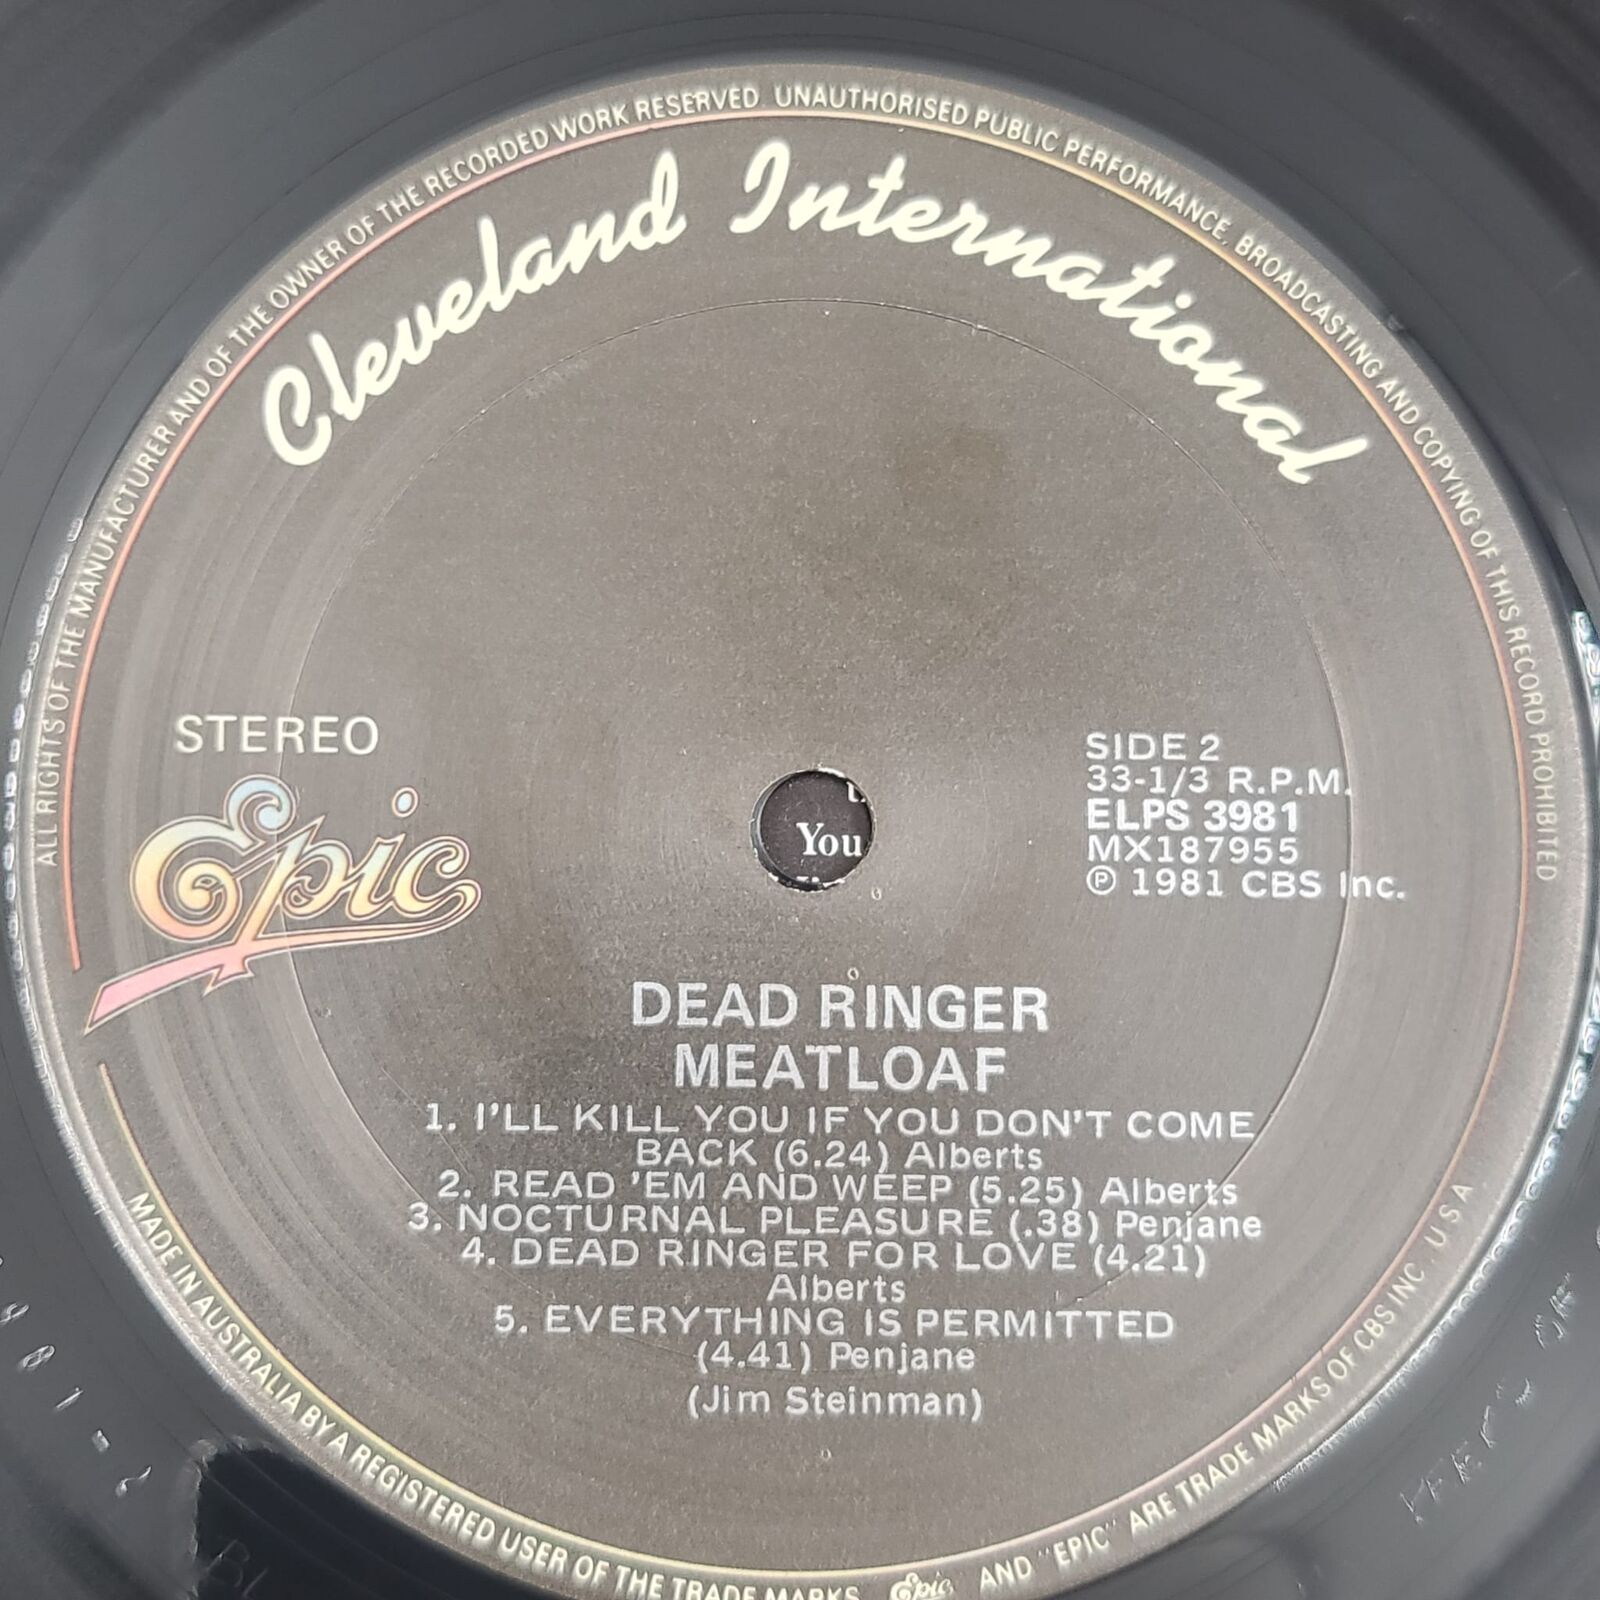 ALL RIGHTS OF THE MANUFACTURER AND OF THE OWNER OF THE RECORDED WORK RESERVED. UNAUTHORISED PUBLIC PERFORMANCE, BROADCASTING AND COPYING OF THIS RECORD PROHIBITED
Cleveland International
STEREO
Epic
SIDE 2
33-1/3 R.P.M.
ELPS 3981
MX187955
℗ 1981 CBS Inc.
You
DEAD RINGER
MEATLOAF
1. I'LL KILL YOU IF YOU DON'T COME
BACK (6.24) Alberts
2. READ 'EM AND WEEP (5.25) Alberts
3. NOCTURNAL PLEASURE (.38) Penjane
4. DEAD RINGER FOR LOVE (4.21)
Alberts
5. EVERYTHING IS PERMITTED
(4.41) Penjane
(Jim Steinman)
MADE IN AUSTRALIA BY A REGISTERED USER OF THE TRADE MARKS Epic AND "EPIC" ARE TRADE MARKS OF CBS INC., U.S.A.